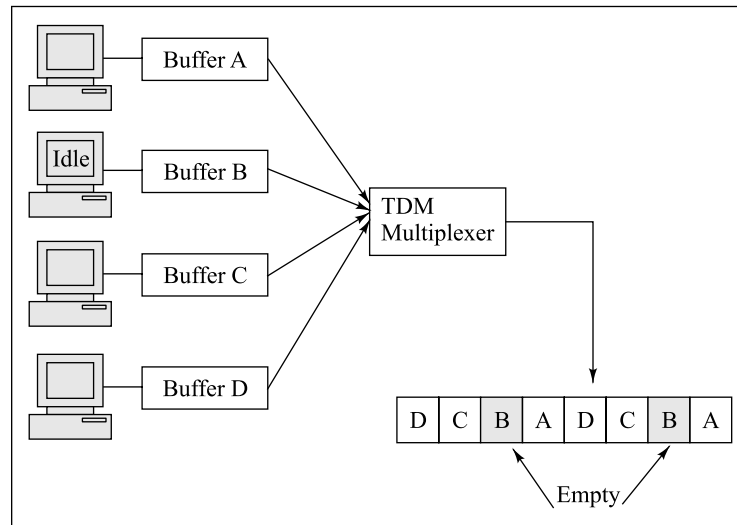 Buffer A
Idle
Buffer B
TDM
Multiplexer
Buffer C
Buffer D
D C B A D C B A
Empty